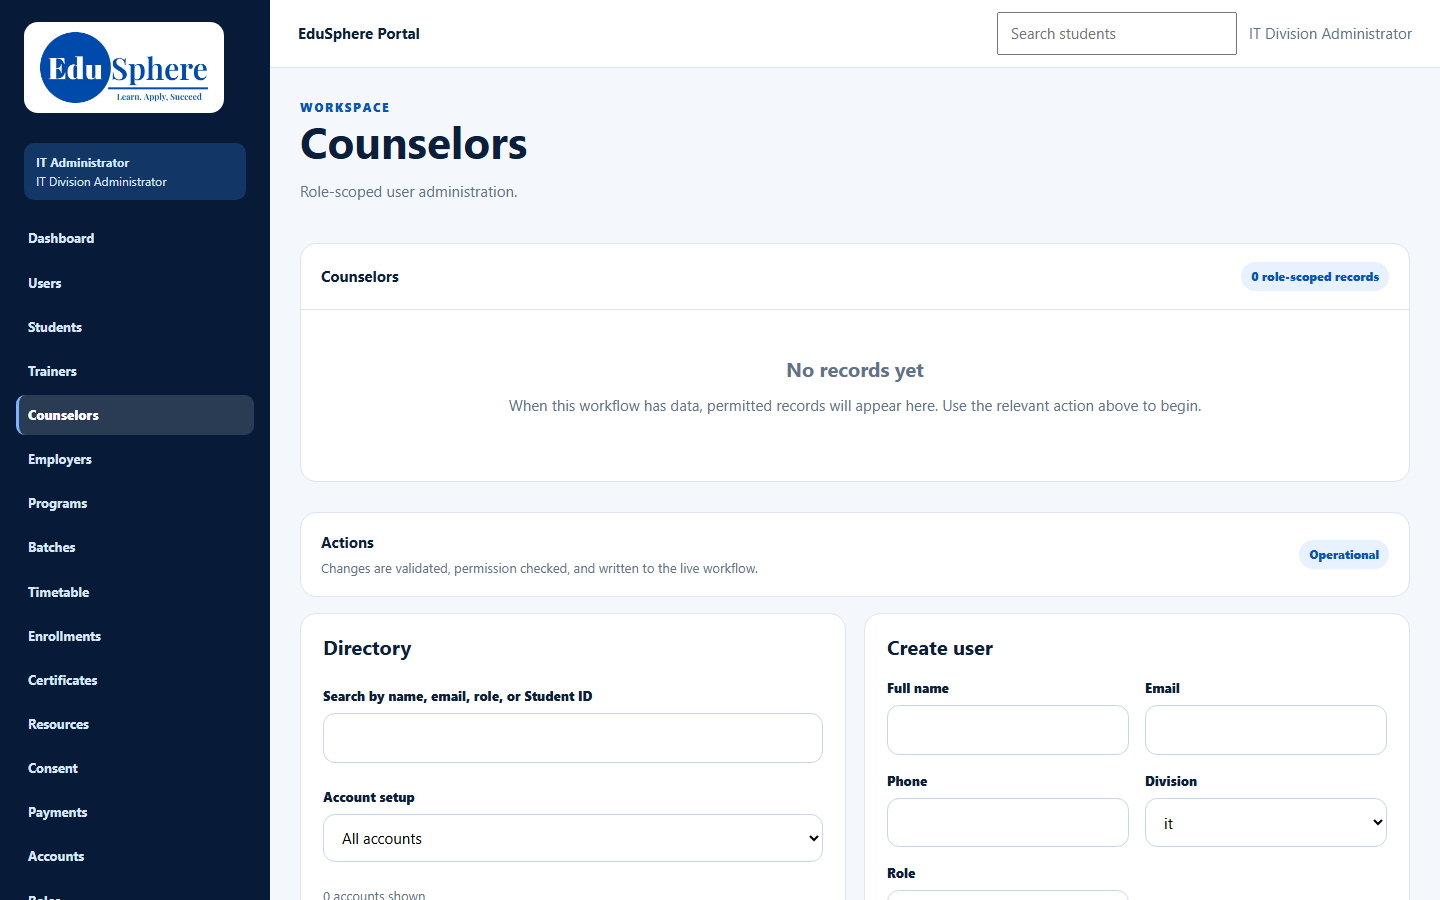 EduSphere
Learn. Apply, Succeed
IT Administrator
IT Division Administrator
Dashboard
Users
Students
Trainers
Counselors
Employers
Programs
Batches
Timetable
Enrollments
Certificates
Resources
Consent
Payments
Accounts
EduSphere Portal
Search students
IT Division Administrator
WORKSPACE
Counselors
Role-scoped user administration.
Counselors
0 role-scoped records
No records yet
When this workflow has data, permitted records will appear here. Use the relevant action above to begin.
Actions
Changes are validated, permission checked, and written to the live workflow.
Operational
Directory
Search by name, email, role, or Student ID
Account setup
All accounts
0 accounts shown
Create user
Full name
Email
Phone
Division
it
Role